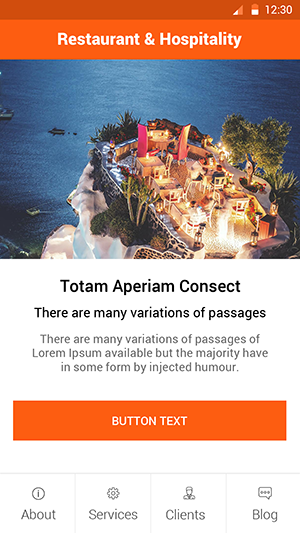 12:30
Restaurant & Hospitality
Totam Aperiam Consect
There are many variations of passages
There are many variations of passages of
Lorem Ipsum available but the majority have
in some form by injected humour.
BUTTON TEXT
About
Services
Clients
Blog